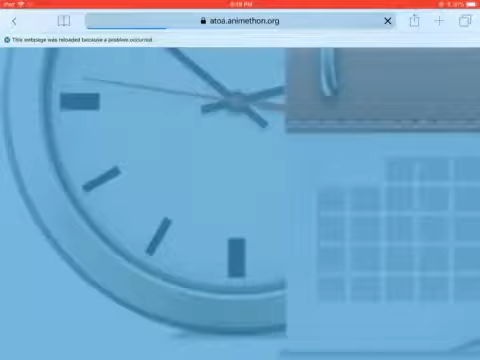 iPad
atoa.animethon.org
This webpage was reloaded because a problem occurred.